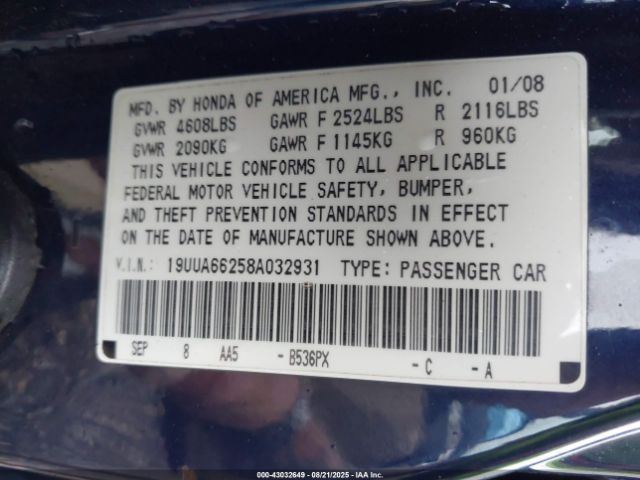 MFD. BY HONDA OF AMERICA MFG., INC. 01/08
GVWR 4608LBS GAWR F 2524LBS R 2116LBS
GVWR 2090KG GAWR F 1145KG R 960KG
THIS VEHICLE CONFORMS TO ALL APPLICABLE
FEDERAL MOTOR VEHICLE SAFETY, BUMPER,
AND THEFT PREVENTION STANDARDS IN EFFECT
ON THE DATE OF MANUFACTURE SHOWN ABOVE.
V.I.N: 19UUA66258A032931 TYPE: PASSENGER CAR
SEP 8 AA5 - B536PX - C - A
000-43032649 - 08/21/2025 - IAA Inc.